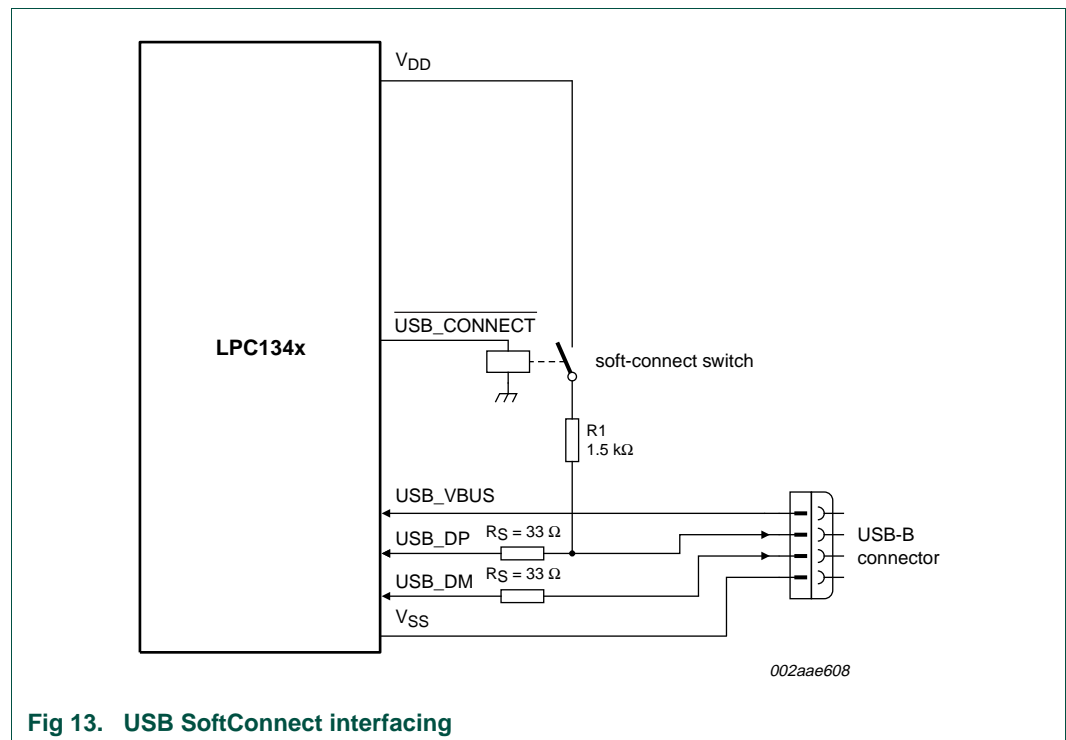 VDD
USB_CONNECT
LPC134x
soft-connect switch
R1
1.5 kΩ
USB_VBUS
USB_DP
RS = 33 Ω
USB-B
connector
USB_DM
RS = 33 Ω
VSS
002aae608
Fig 13. USB SoftConnect interfacing